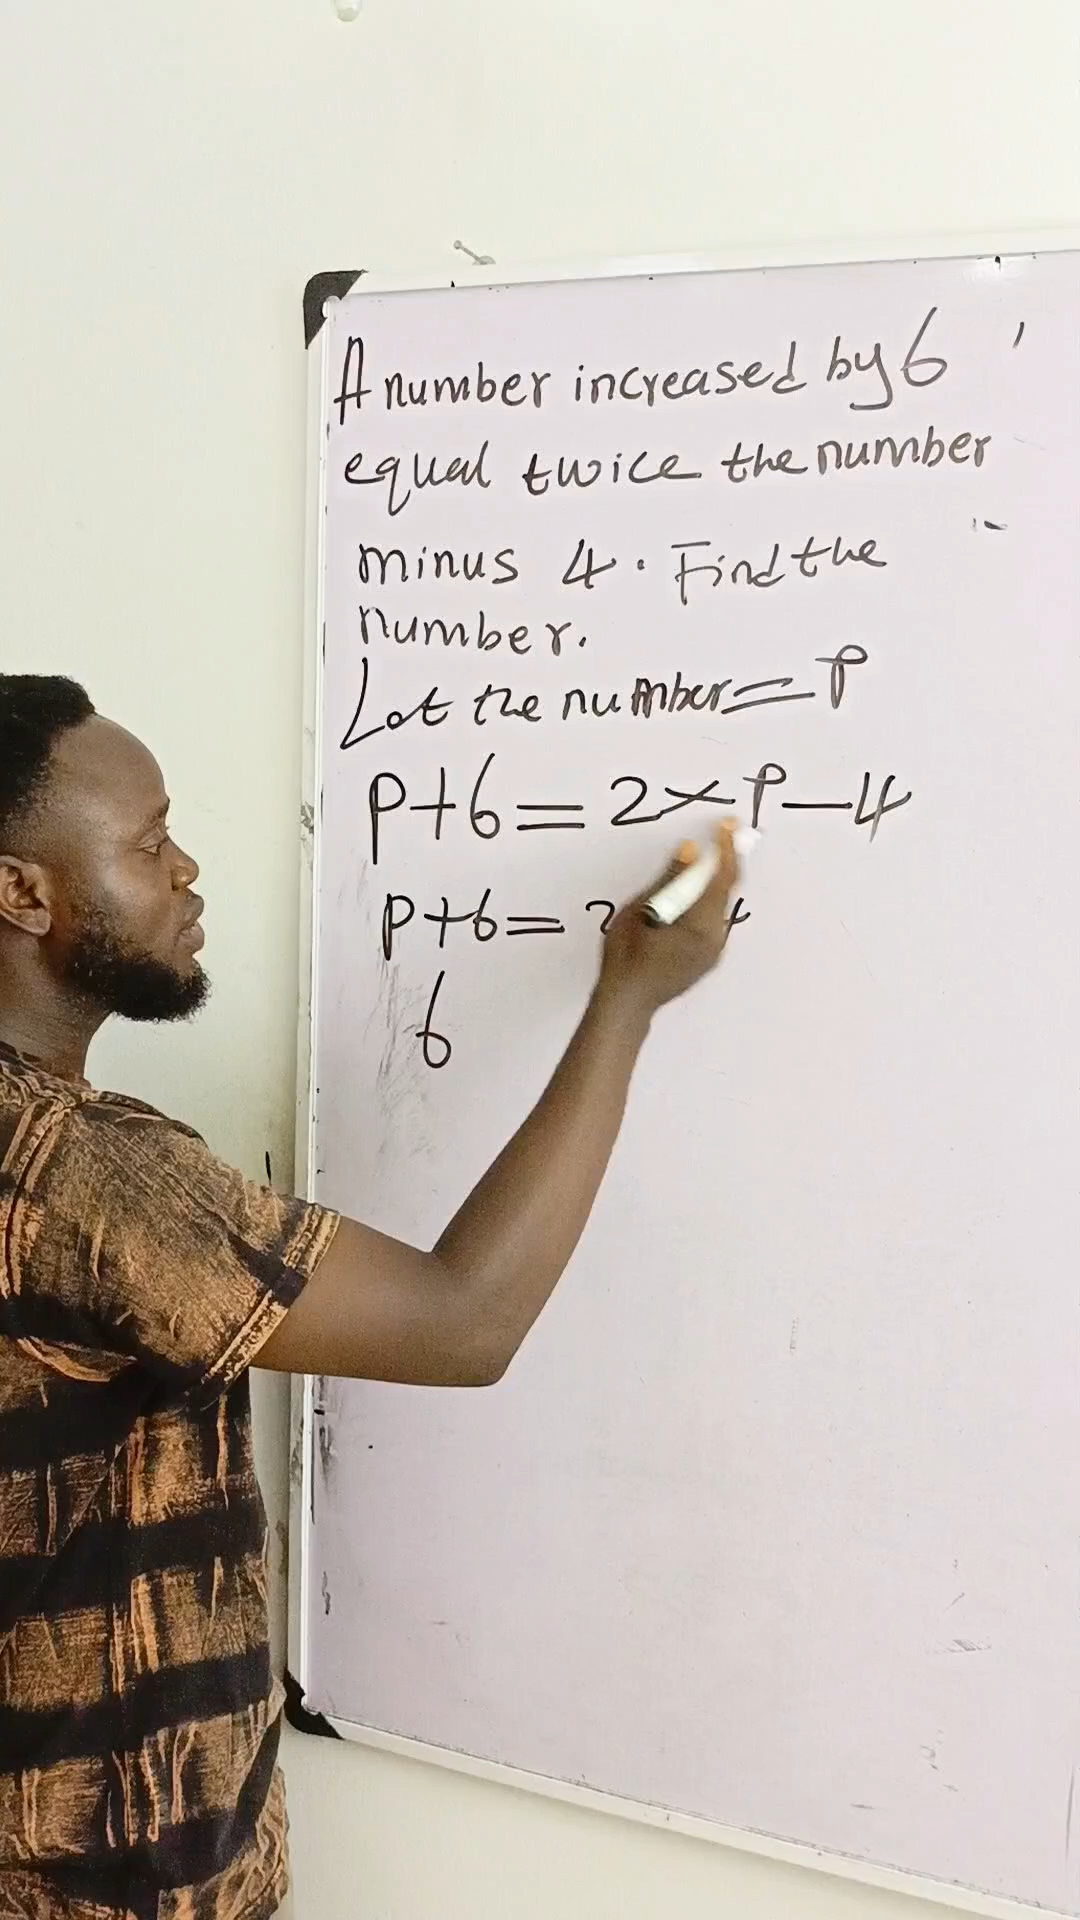 A number increased by 6
equal twice the number
minus 4. Find the
number.
Let the number = P
P+6 = 2×P-4
P+6 = 2
6